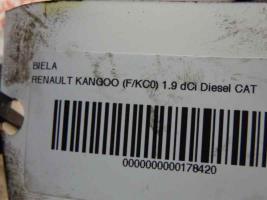 BIELA
RENAULT KANGOO (F/KC0) 1.9 dCi Diesel CAT
0000000000178420